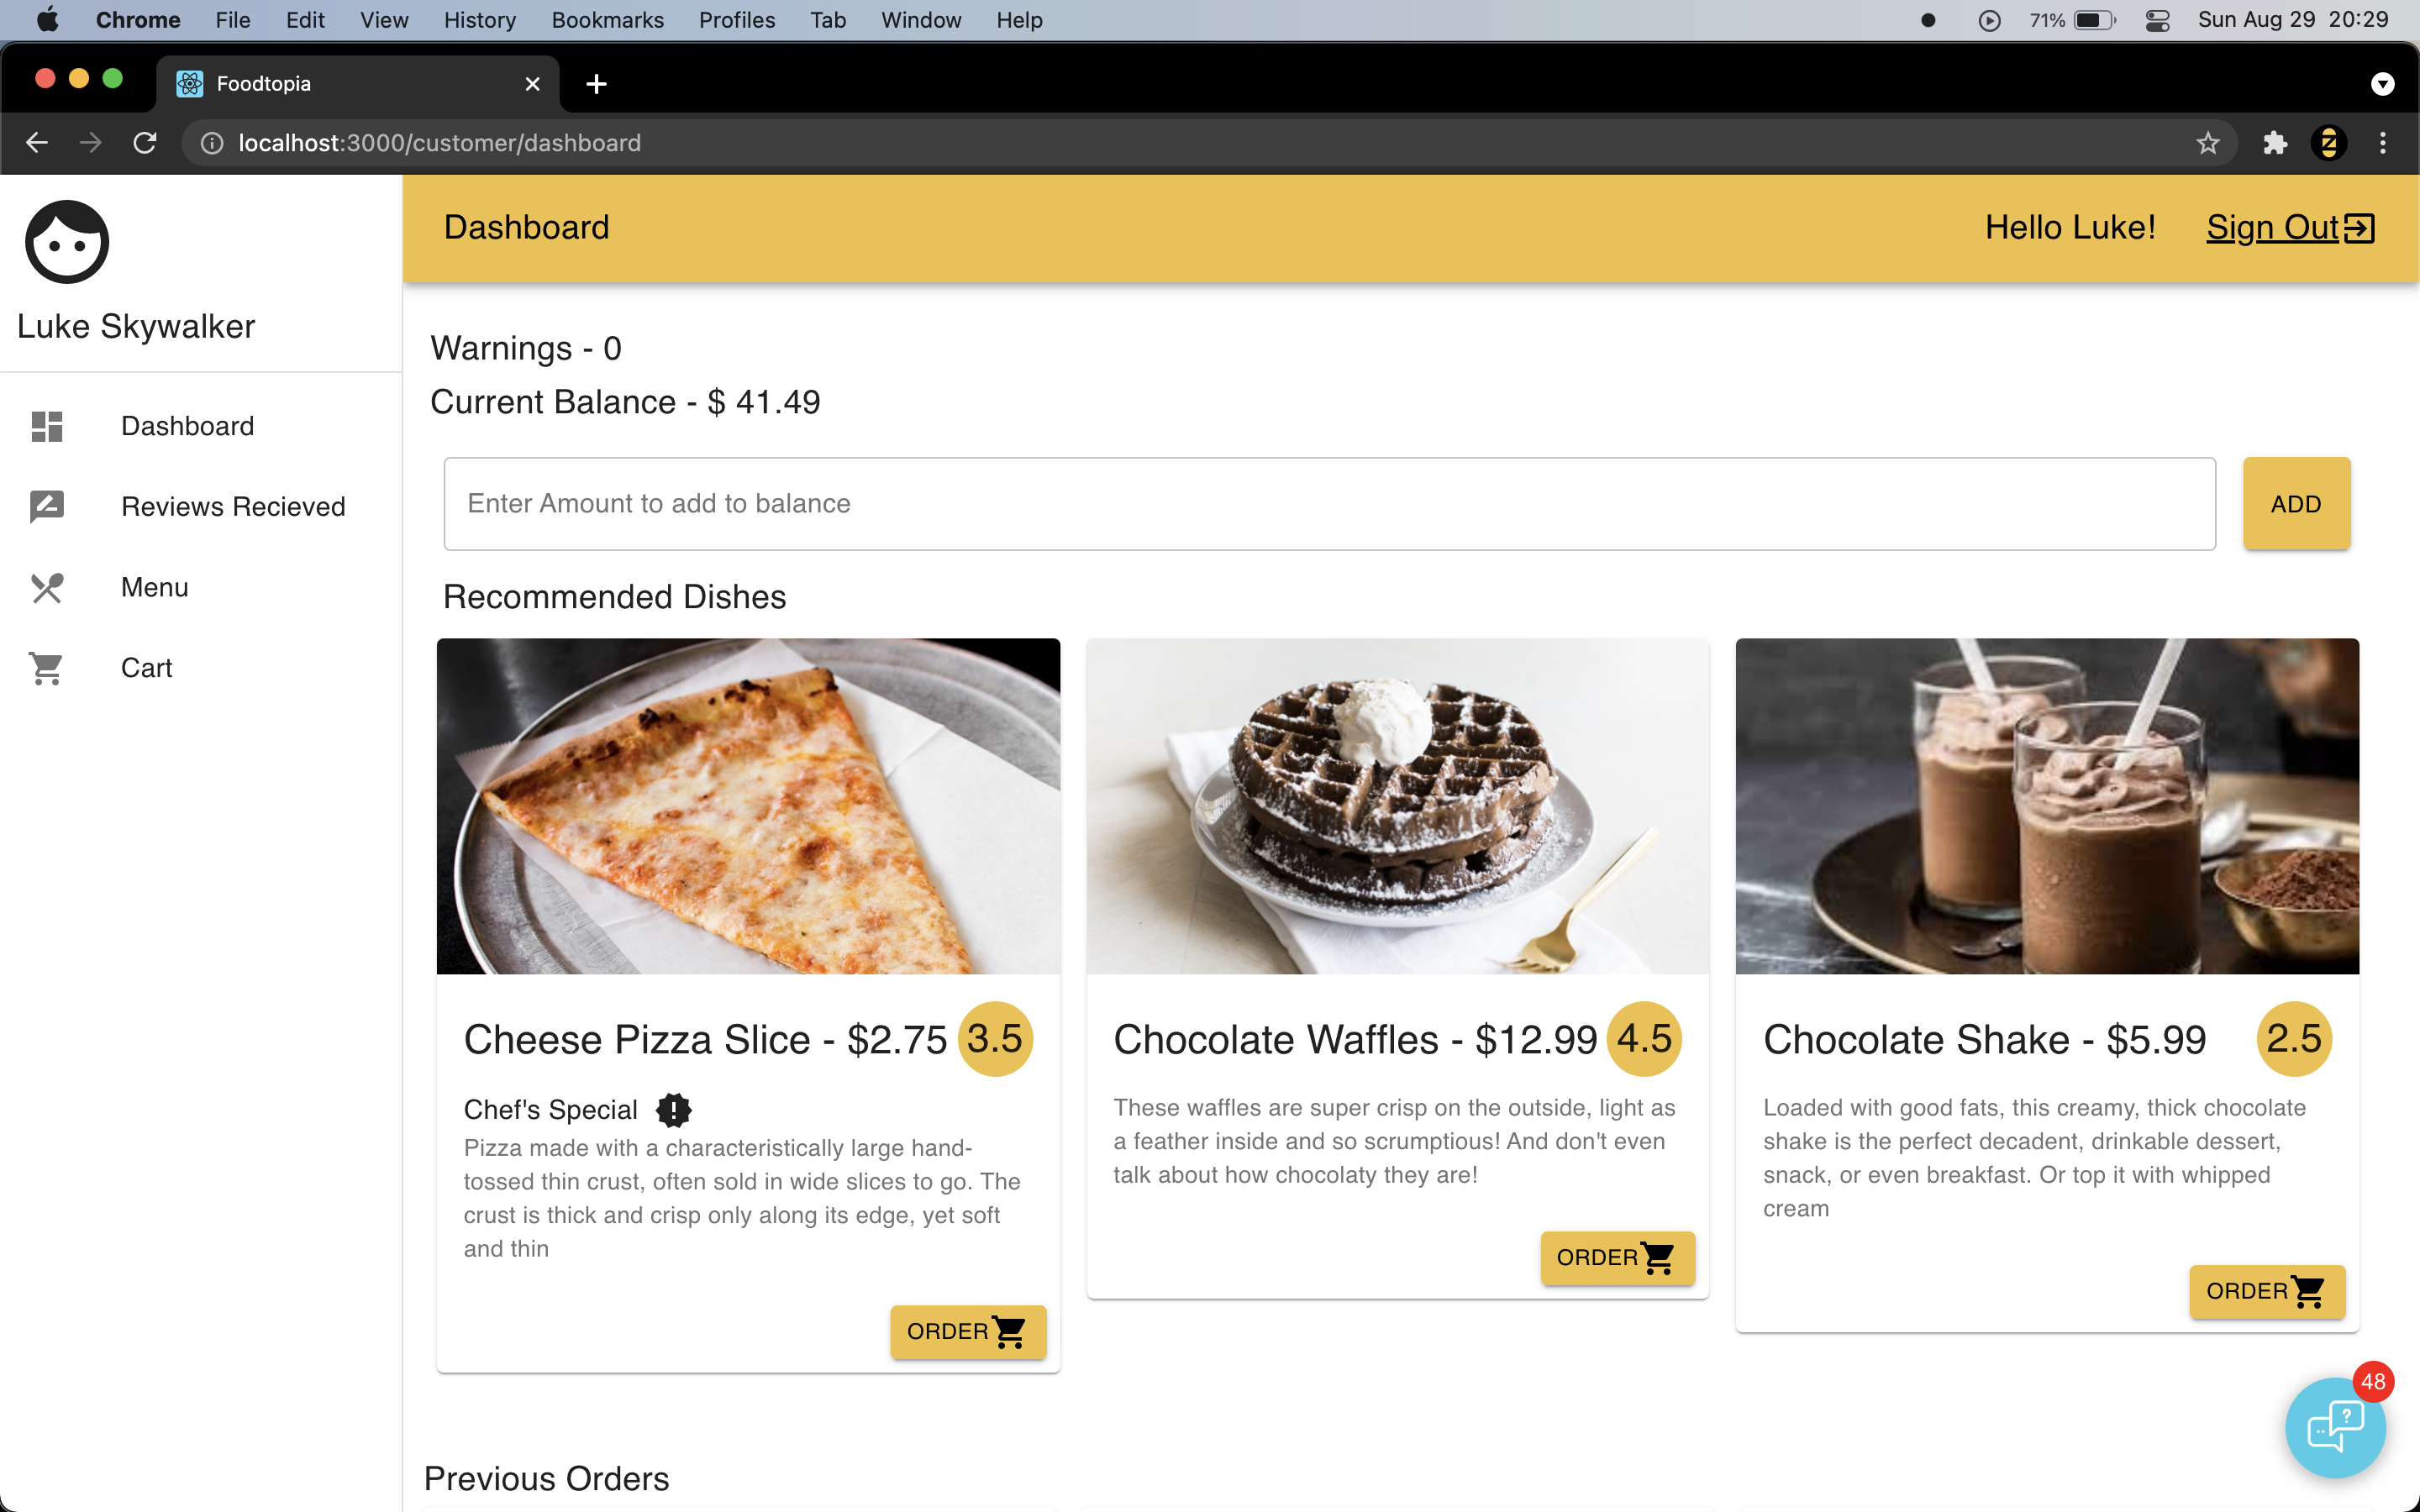 Chrome File Edit View History Bookmarks Profiles Tab Window Help 71% Sun Aug 29 20:29
Foodtopia
localhost:3000/customer/dashboard
Dashboard Hello Luke! Sign Out
Luke Skywalker
Dashboard
Reviews Recieved
Menu
Cart
Warnings - 0
Current Balance - $ 41.49
Enter Amount to add to balance
ADD
Recommended Dishes
Cheese Pizza Slice - $2.75 3.5
Chef's Special
Pizza made with a characteristically large hand-
tossed thin crust, often sold in wide slices to go. The
crust is thick and crisp only along its edge, yet soft
and thin
ORDER
Chocolate Waffles - $12.99 4.5
These waffles are super crisp on the outside, light as
a feather inside and so scrumptious! And don't even
talk about how chocolaty they are!
ORDER
Chocolate Shake - $5.99 2.5
Loaded with good fats, this creamy, thick chocolate
shake is the perfect decadent, drinkable dessert,
snack, or even breakfast. Or top it with whipped
cream
ORDER
48
Previous Orders